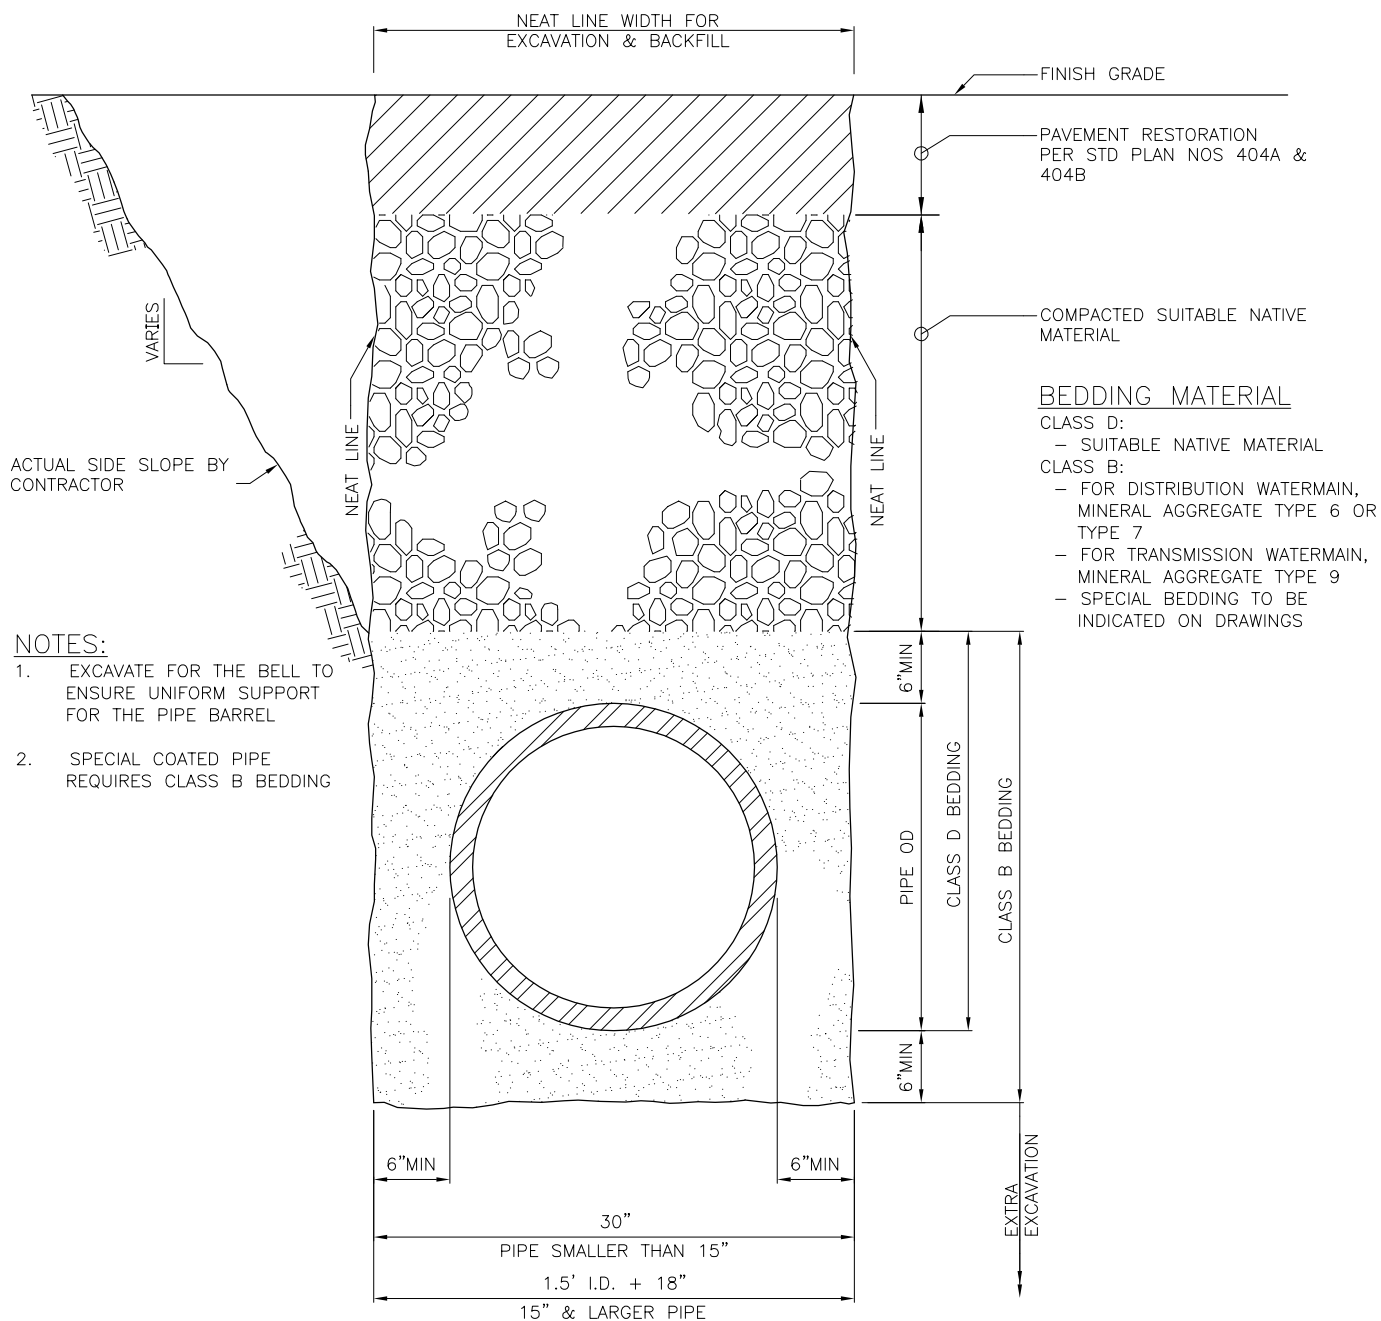 NEAT LINE WIDTH FOR
EXCAVATION & BACKFILL
FINISH GRADE
PAVEMENT RESTORATION
PER STD PLAN NOS 404A &
404B
VARIES
COMPACTED SUITABLE NATIVE
MATERIAL
NEAT LINE
NEAT LINE
ACTUAL SIDE SLOPE BY
CONTRACTOR
BEDDING MATERIAL
CLASS D:
– SUITABLE NATIVE MATERIAL
CLASS B:
– FOR DISTRIBUTION WATERMAIN,
MINERAL AGGREGATE TYPE 6 OR
TYPE 7
– FOR TRANSMISSION WATERMAIN,
MINERAL AGGREGATE TYPE 9
– SPECIAL BEDDING TO BE
INDICATED ON DRAWINGS
NOTES:
1. EXCAVATE FOR THE BELL TO
ENSURE UNIFORM SUPPORT
FOR THE PIPE BARREL
2. SPECIAL COATED PIPE
REQUIRES CLASS B BEDDING
6”MIN
PIPE OD
CLASS D BEDDING
CLASS B BEDDING
6”MIN
6”MIN
6”MIN
EXTRA
EXCAVATION
30”
PIPE SMALLER THAN 15”
1.5' I.D. + 18”
15” & LARGER PIPE